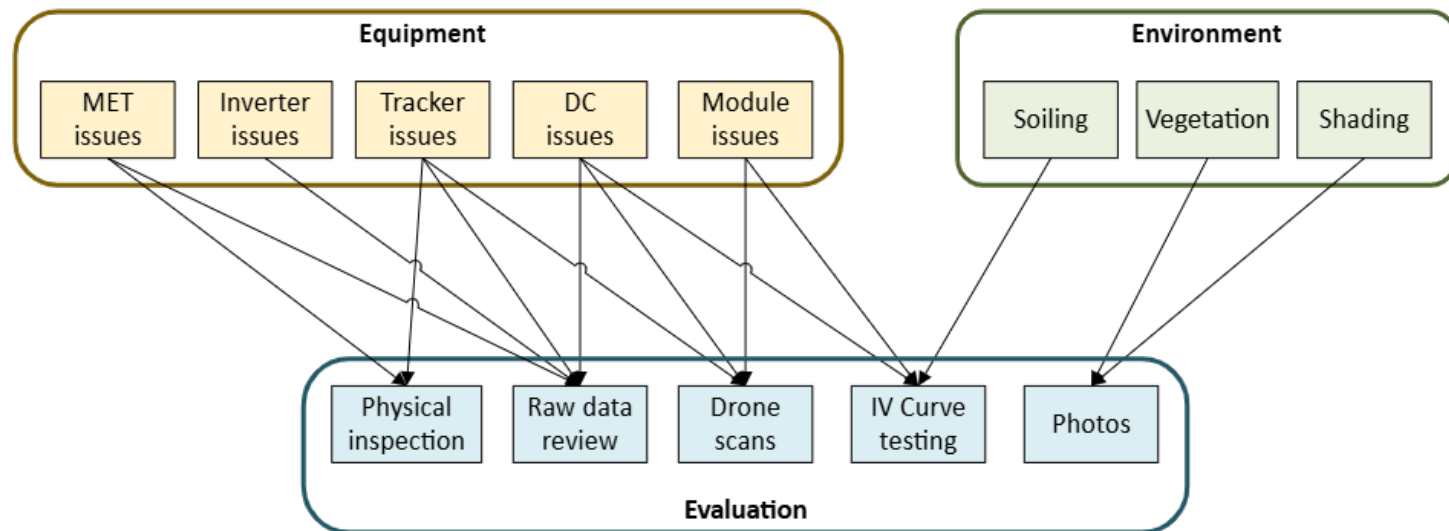 Equipment
MET
issues
Inverter
issues
Tracker
issues
DC
issues
Module
issues
Environment
Soiling
Vegetation
Shading
Physical
inspection
Raw data
review
Drone
scans
IV Curve
testing
Photos
Evaluation